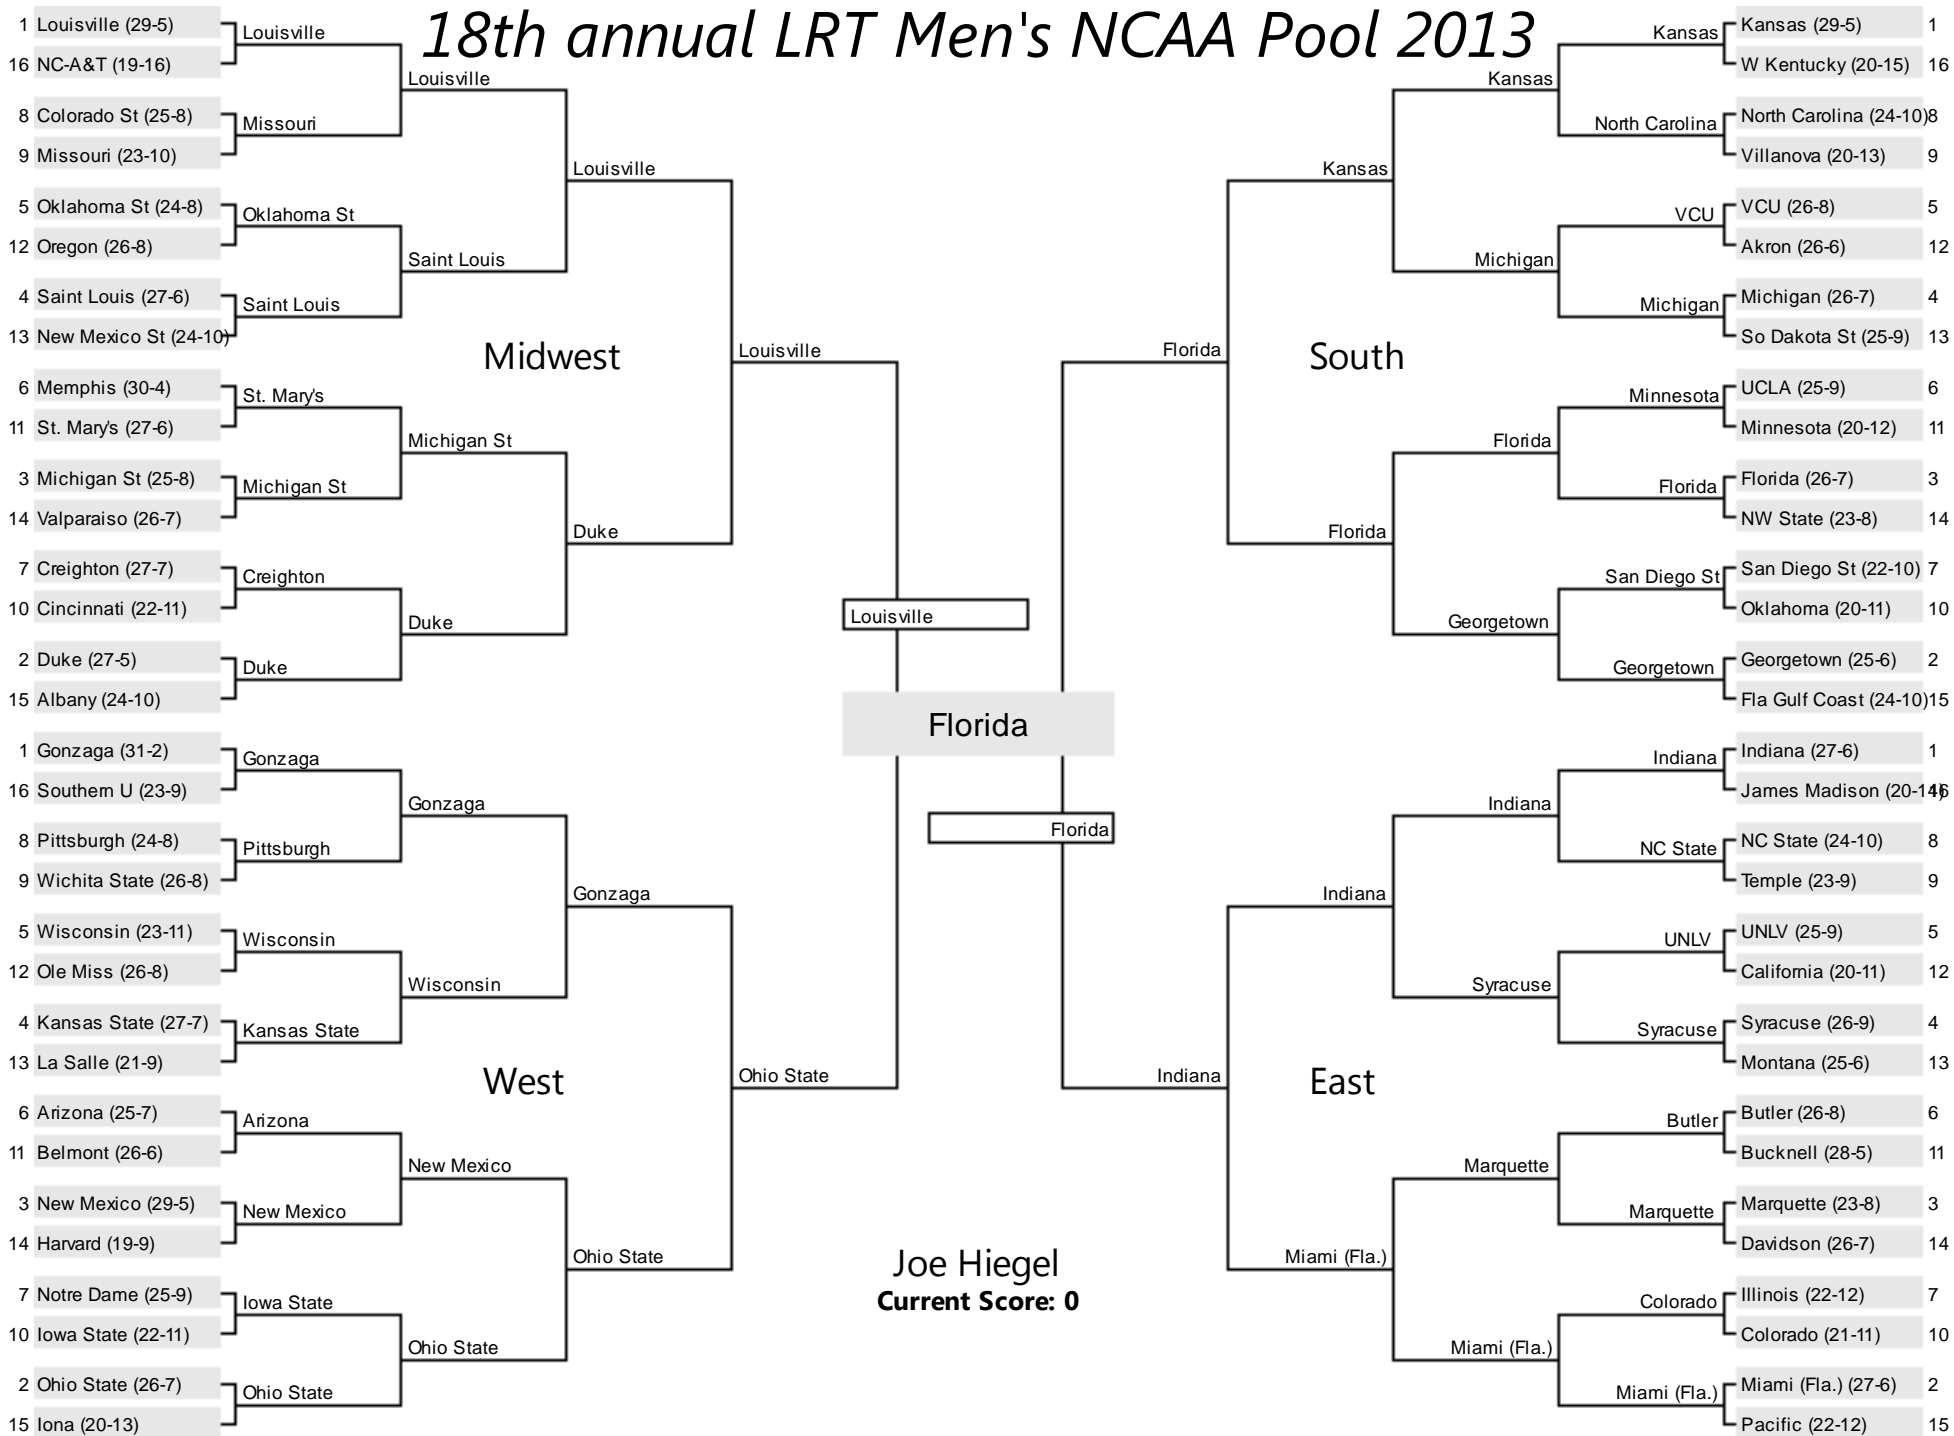 18th annual LRT Men's NCAA Pool 2013
1 Louisville (29-5)
16 NC-A&T (19-16)
8 Colorado St (25-8)
9 Missouri (23-10)
5 Oklahoma St (24-8)
12 Oregon (26-8)
4 Saint Louis (27-6)
13 New Mexico St (24-10)
6 Memphis (30-4)
11 St. Mary's (27-6)
3 Michigan St (25-8)
14 Valparaiso (26-7)
7 Creighton (27-7)
10 Cincinnati (22-11)
2 Duke (27-5)
15 Albany (24-10)
Louisville
Missouri
Oklahoma St
Saint Louis
St. Mary's
Michigan St
Creighton
Duke
Louisville
Saint Louis
Michigan St
Duke
Louisville
Duke
Midwest
Louisville
1 Gonzaga (31-2)
16 Southern U (23-9)
8 Pittsburgh (24-8)
9 Wichita State (26-8)
5 Wisconsin (23-11)
12 Ole Miss (26-8)
4 Kansas State (27-7)
13 La Salle (21-9)
6 Arizona (25-7)
11 Belmont (26-6)
3 New Mexico (29-5)
14 Harvard (19-9)
7 Notre Dame (25-9)
10 Iowa State (22-11)
2 Ohio State (26-7)
15 Iona (20-13)
Gonzaga
Pittsburgh
Wisconsin
Kansas State
Arizona
New Mexico
Iowa State
Ohio State
Gonzaga
Wisconsin
New Mexico
Ohio State
Gonzaga
Ohio State
West
Ohio State
Louisville
Florida
Florida
Joe Hiegel
Current Score: 0
Kansas (29-5) 1
W Kentucky (20-15) 16
North Carolina (24-10) 8
Villanova (20-13) 9
VCU (26-8) 5
Akron (26-6) 12
Michigan (26-7) 4
So Dakota St (25-9) 13
UCLA (25-9) 6
Minnesota (20-12) 11
Florida (26-7) 3
NW State (23-8) 14
San Diego St (22-10) 7
Oklahoma (20-11) 10
Georgetown (25-6) 2
Fla Gulf Coast (24-10) 15
Kansas
North Carolina
VCU
Michigan
Minnesota
Florida
San Diego St
Georgetown
Kansas
Michigan
Florida
Georgetown
Kansas
Florida
South
Florida
Indiana (27-6) 1
James Madison (20-14) 16
NC State (24-10) 8
Temple (23-9) 9
UNLV (25-9) 5
California (20-11) 12
Syracuse (26-9) 4
Montana (25-6) 13
Butler (26-8) 6
Bucknell (28-5) 11
Marquette (23-8) 3
Davidson (26-7) 14
Illinois (22-12) 7
Colorado (21-11) 10
Miami (Fla.) (27-6) 2
Pacific (22-12) 15
Indiana
NC State
UNLV
Syracuse
Butler
Marquette
Colorado
Miami (Fla.)
Indiana
Syracuse
Marquette
Miami (Fla.)
Indiana
Miami (Fla.)
East
Indiana